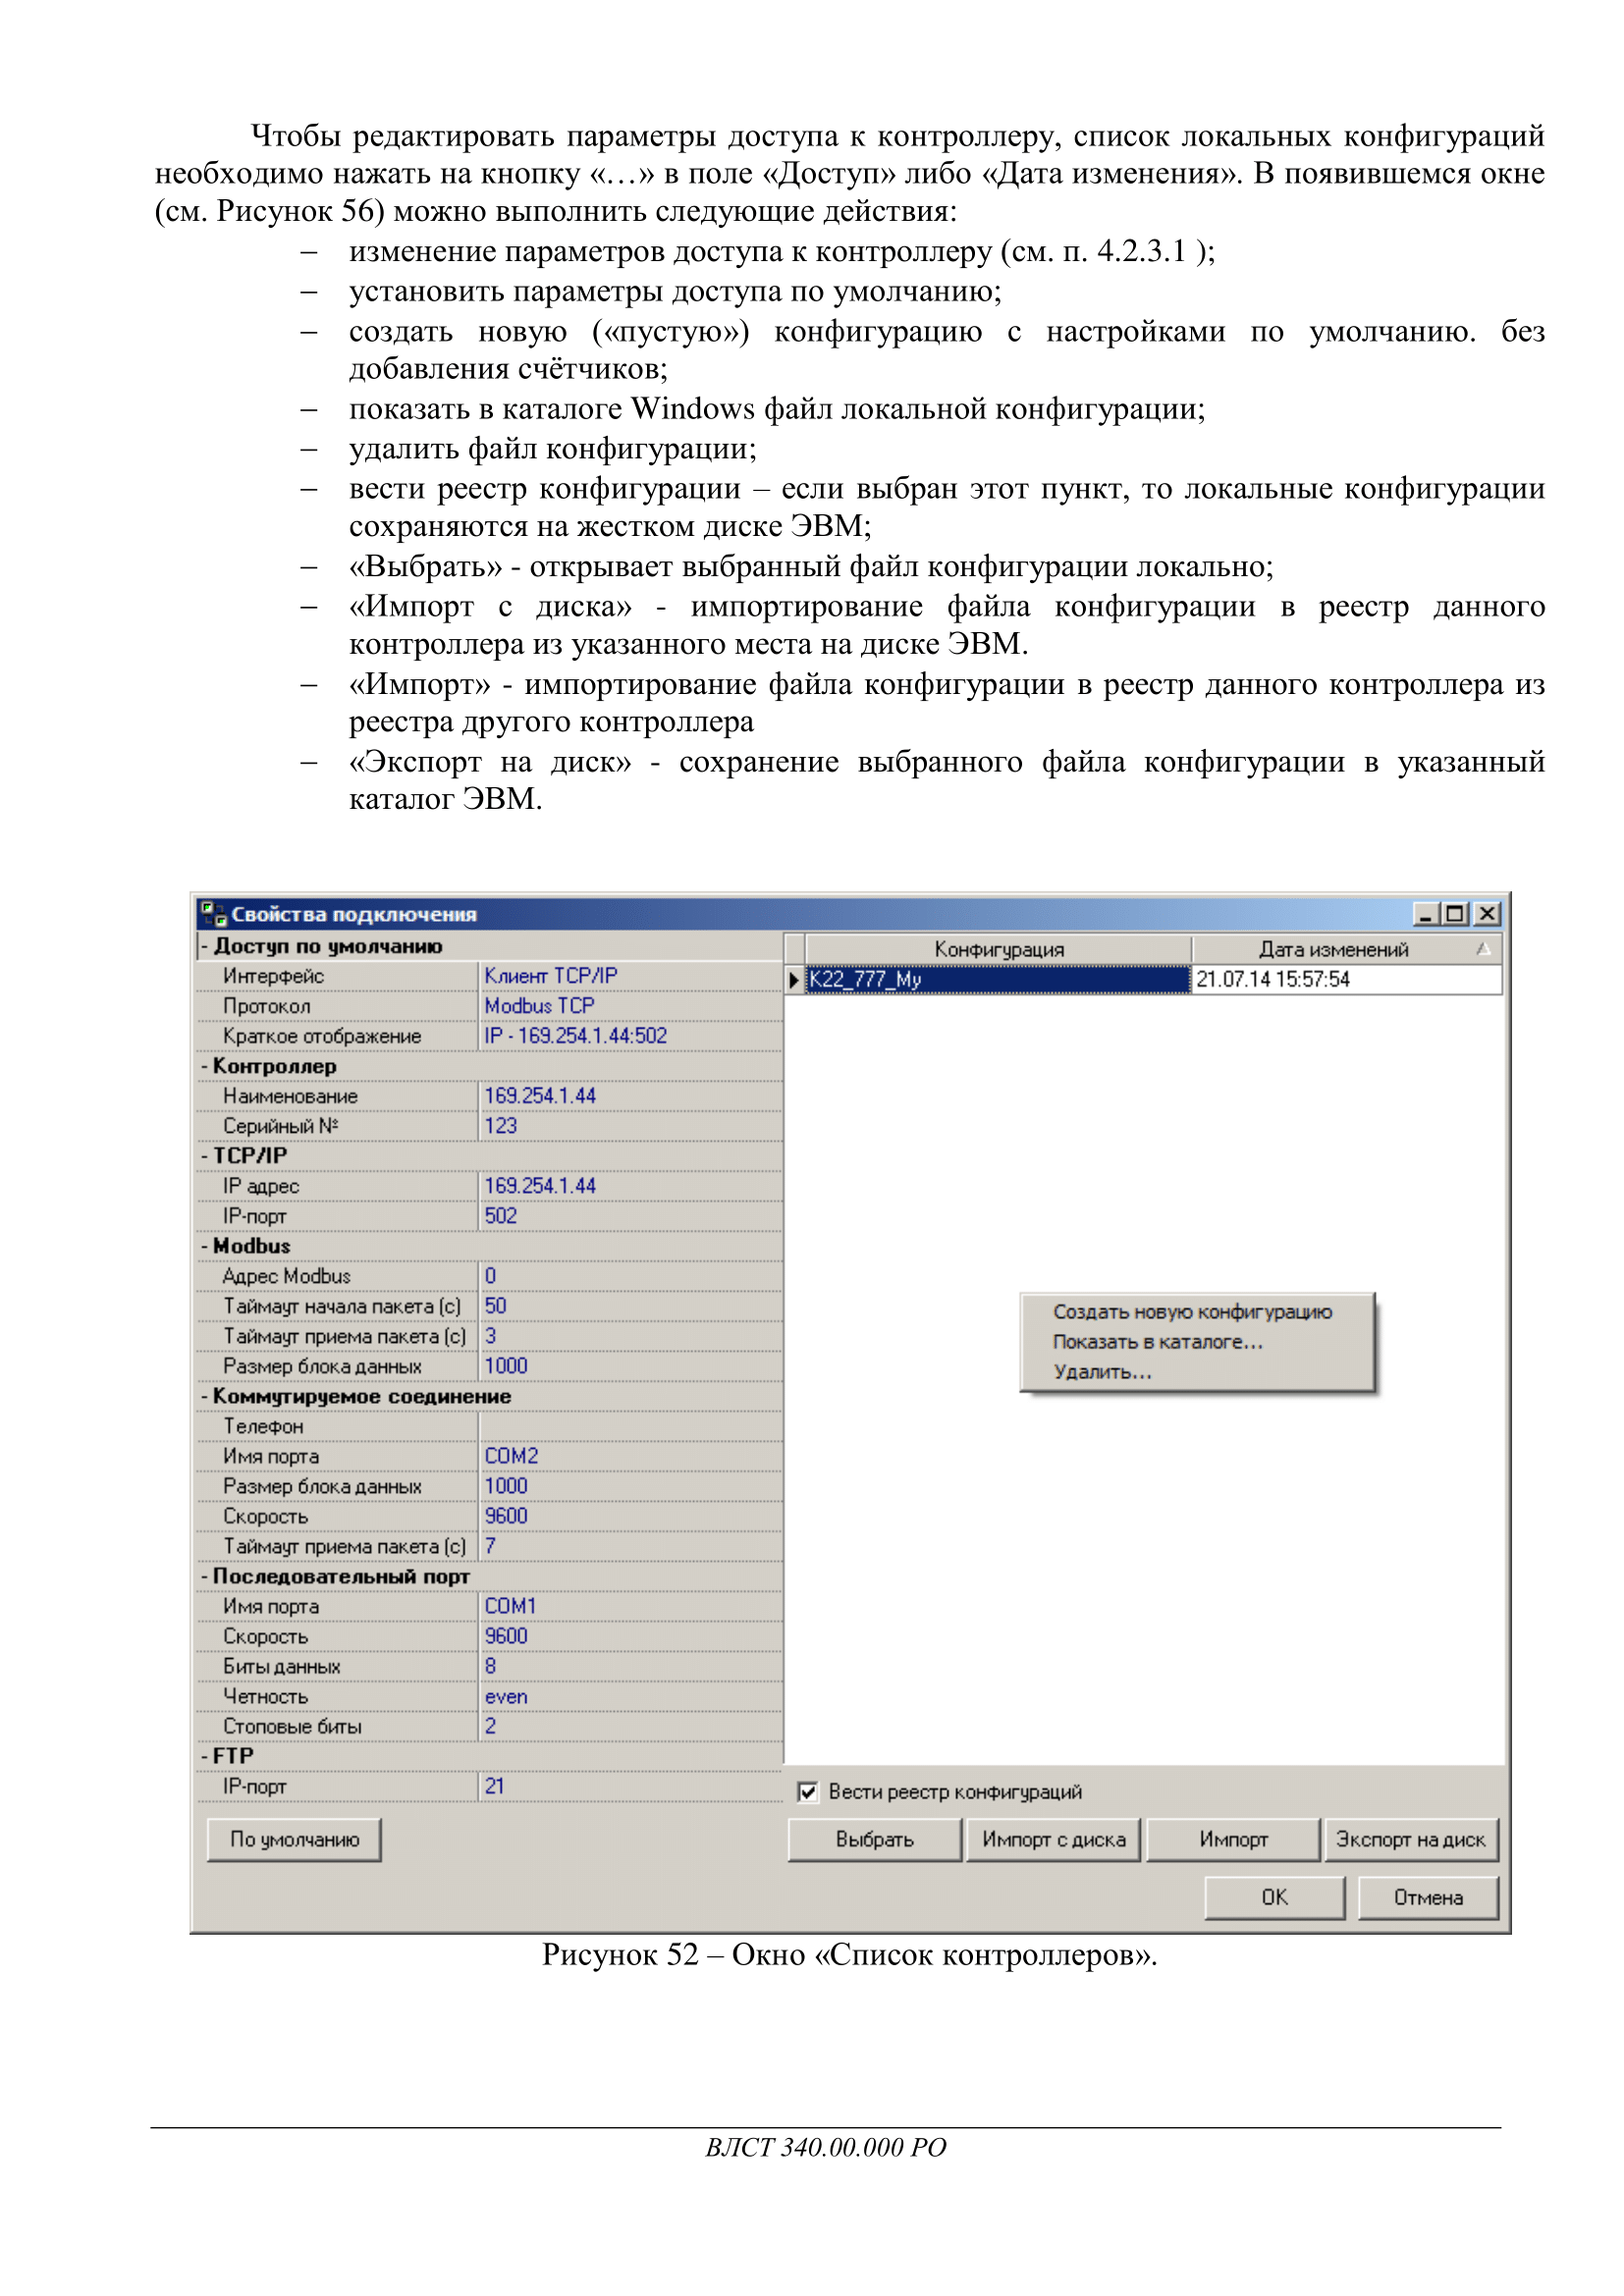 Чтобы редактировать параметры доступа к контроллеру, список локальных конфигураций
необходимо нажать на кнопку «…» в поле «Доступ» либо «Дата изменения». В появившемся окне
(см. Рисунок 56) можно выполнить следующие действия:
– изменение параметров доступа к контроллеру (см. п. 4.2.3.1 );
– установить параметры доступа по умолчанию;
– создать новую («пустую») конфигурацию с настройками по умолчанию. без
добавления счётчиков;
– показать в каталоге Windows файл локальной конфигурации;
– удалить файл конфигурации;
– вести реестр конфигурации – если выбран этот пункт, то локальные конфигурации
сохраняются на жестком диске ЭВМ;
– «Выбрать» - открывает выбранный файл конфигурации локально;
– «Импорт с диска» - импортирование файла конфигурации в реестр данного
контроллера из указанного места на диске ЭВМ.
– «Импорт» - импортирование файла конфигурации в реестр данного контроллера из
реестра другого контроллера
– «Экспорт на диск» - сохранение выбранного файла конфигурации в указанный
каталог ЭВМ.
Свойства подключения
- Доступ по умолчанию
Интерфейс Клиент TCP/IP
Протокол Modbus TCP
Краткое отображение IP - 169.254.1.44:502
- Контроллер
Наименование 169.254.1.44
Серийный № 123
- TCP/IP
IP адрес 169.254.1.44
IP-порт 502
- Modbus
Адрес Modbus 0
Таймаут начала пакета (с) 50
Таймаут приема пакета (с) 3
Размер блока данных 1000
- Коммутируемое соединение
Телефон
Имя порта COM2
Размер блока данных 1000
Скорость 9600
Таймаут приема пакета (с) 7
- Последовательный порт
Имя порта COM1
Скорость 9600
Биты данных 8
Четность even
Стоповые биты 2
- FTP
IP-порт 21
По умолчанию
Конфигурация Дата изменений
K22_777_My 21.07.14 15:57:54
Создать новую конфигурацию
Показать в каталоге...
Удалить...
Вести реестр конфигураций
Выбрать Импорт с диска Импорт Экспорт на диск
OK Отмена
Рисунок 52 – Окно «Список контроллеров».
ВЛСТ 340.00.000 РО